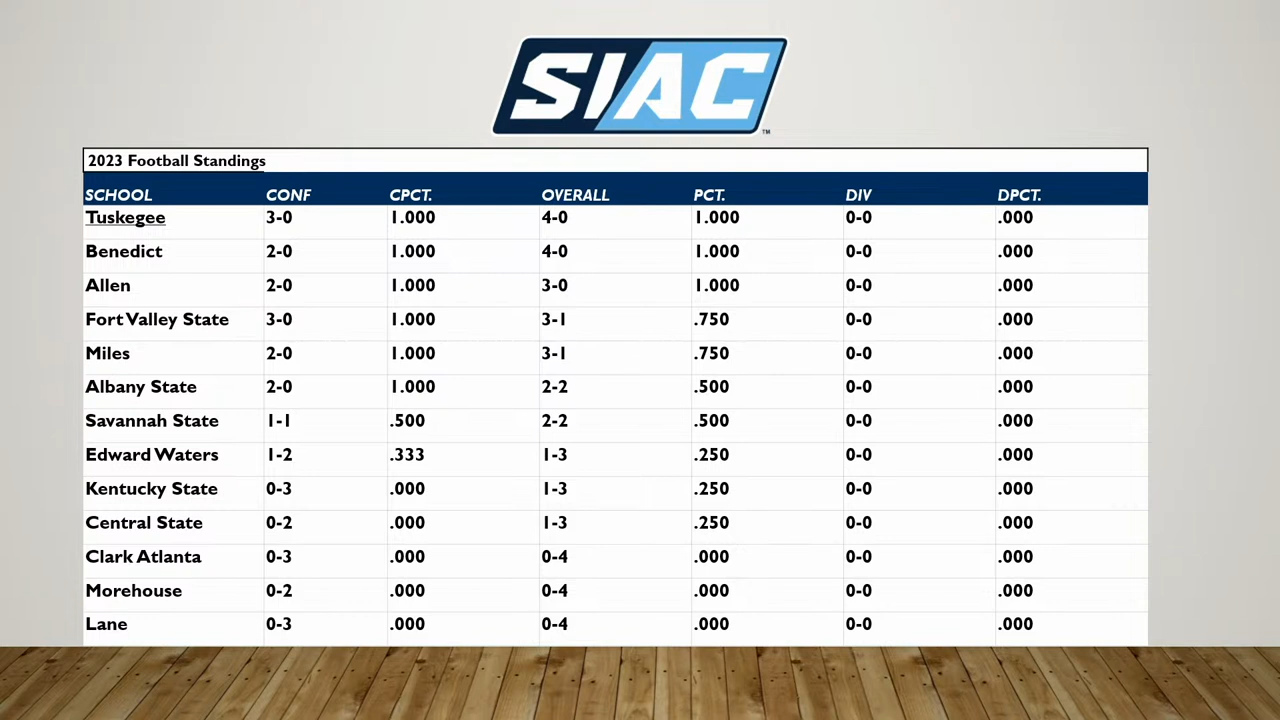 SIAC
TM
2023 Football Standings
SCHOOL CONF CPCT. OVERALL PCT. DIV DPCT.
Tuskegee 3-0 1.000 4-0 1.000 0-0 .000
Benedict 2-0 1.000 4-0 1.000 0-0 .000
Allen 2-0 1.000 3-0 1.000 0-0 .000
Fort Valley State 3-0 1.000 3-1 .750 0-0 .000
Miles 2-0 1.000 3-1 .750 0-0 .000
Albany State 2-0 1.000 2-2 .500 0-0 .000
Savannah State 1-1 .500 2-2 .500 0-0 .000
Edward Waters 1-2 .333 1-3 .250 0-0 .000
Kentucky State 0-3 .000 1-3 .250 0-0 .000
Central State 0-2 .000 1-3 .250 0-0 .000
Clark Atlanta 0-3 .000 0-4 .000 0-0 .000
Morehouse 0-2 .000 0-4 .000 0-0 .000
Lane 0-3 .000 0-4 .000 0-0 .000